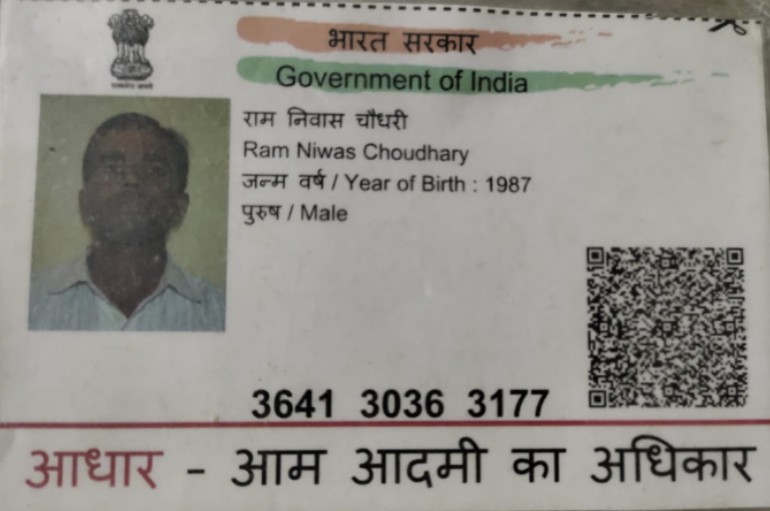 भारत सरकार
Government of India
राम निवास चौधरी
Ram Niwas Choudhary
जन्म वर्ष / Year of Birth : 1987
पुरुष / Male
3641 3036 3177
आधार - आम आदमी का अधिकार